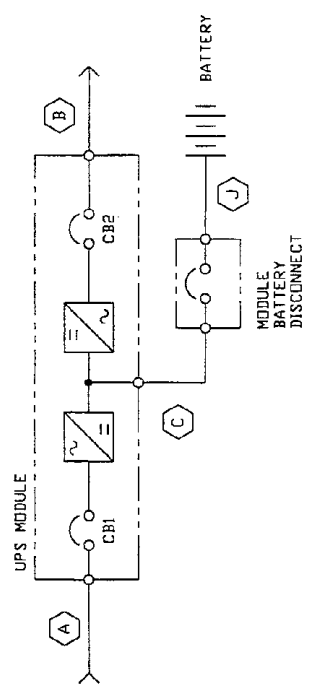 UPS MODULE
A
CB1
CB2
B
C
J
BATTERY
MODULE
BATTERY
DISCONNECT